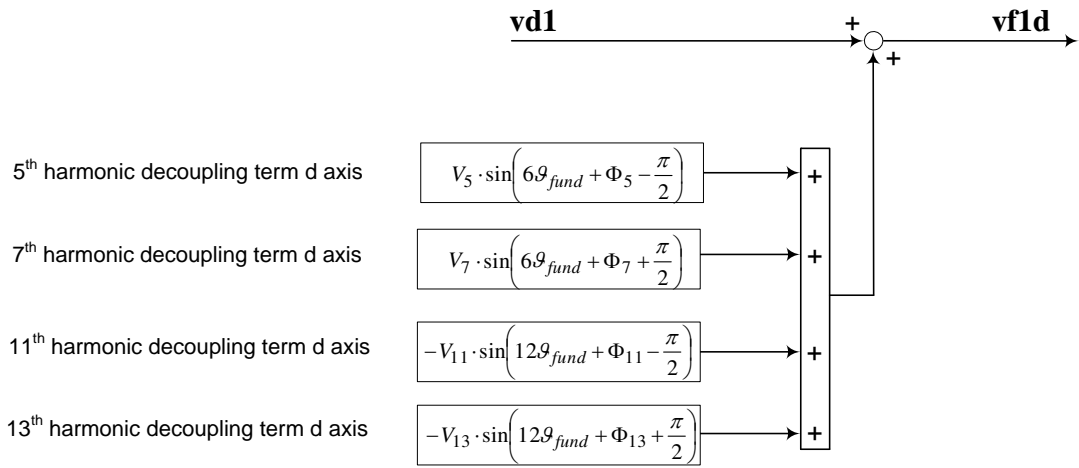 vd1 + vf1d
+
5th harmonic decoupling term d axis V5 · sin(6ϑfund + Φ5 − π/2) +
7th harmonic decoupling term d axis V7 · sin(6ϑfund + Φ7 + π/2) +
11th harmonic decoupling term d axis −V11 · sin(12ϑfund + Φ11 − π/2) +
13th harmonic decoupling term d axis −V13 · sin(12ϑfund + Φ13 + π/2) +